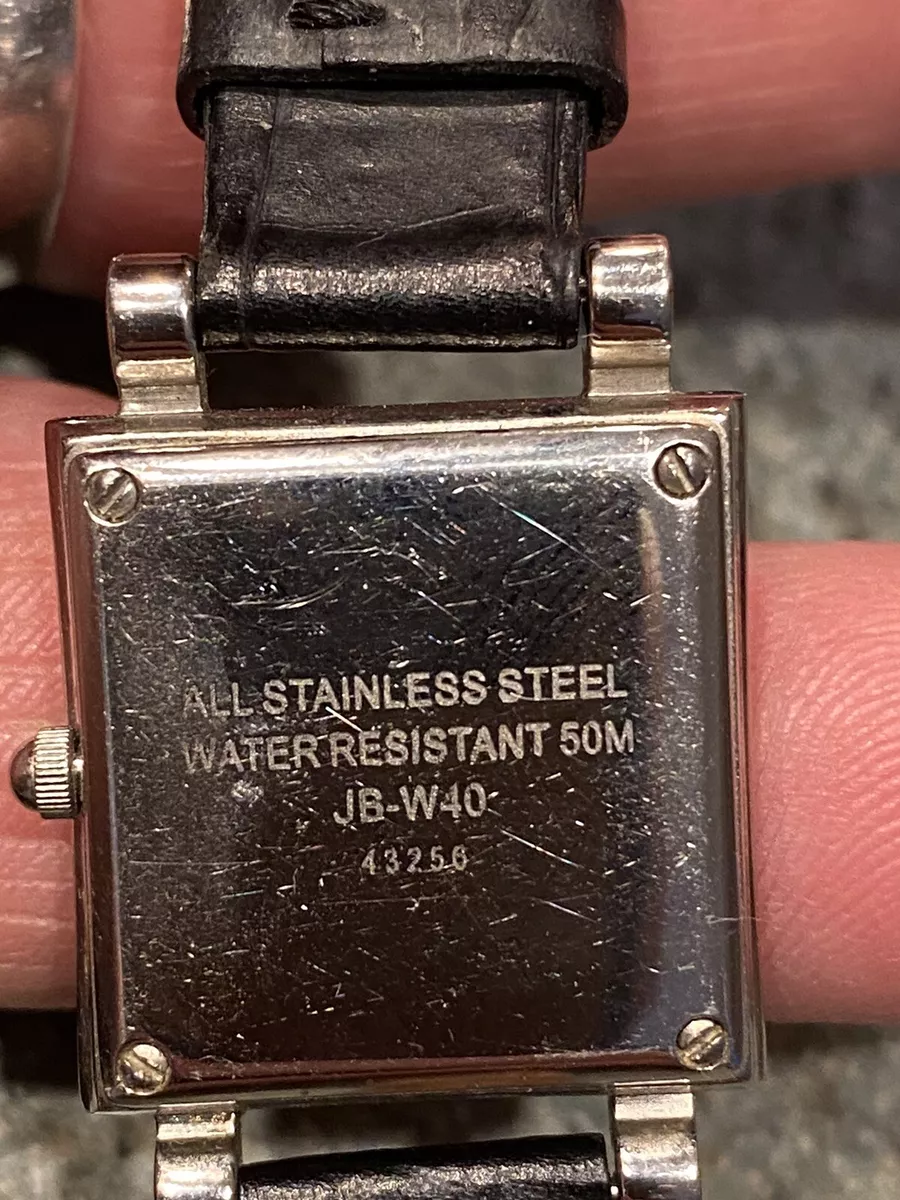 ALL STAINLESS STEEL
WATER RESISTANT 50M
JB-W40
43256